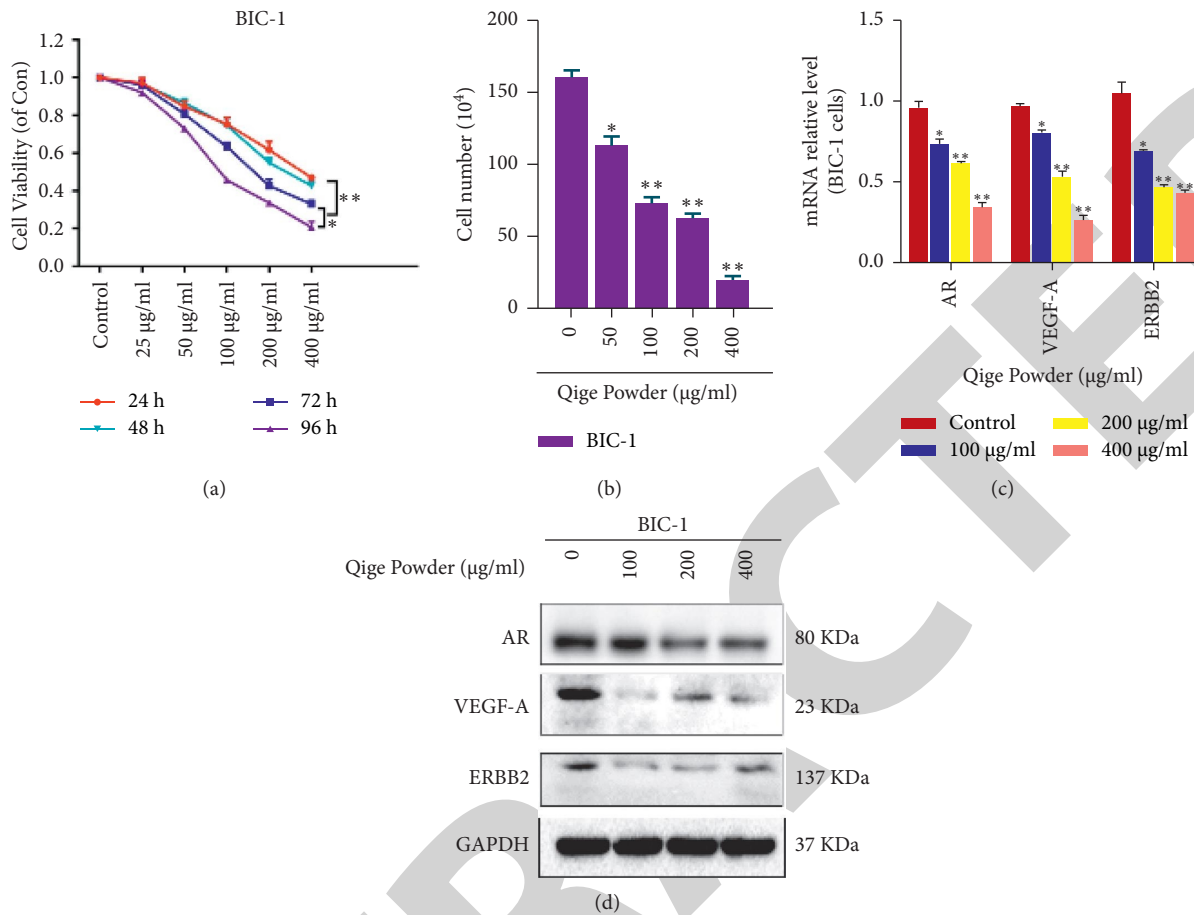 BIC-1
Cell Viability (of Con)
1.2
1.0
0.8
0.6
0.4
0.2
0.0
**
*
Control
25 µg/ml
50 µg/ml
100 µg/ml
200 µg/ml
400 µg/ml
24 h
72 h
48 h
96 h
(a)
Cell number (10⁴)
200
150
100
50
0
*
**
**
**
0
50
100
200
400
Qige Powder (µg/ml)
BIC-1
(b)
mRNA relative level
(BIC-1 cells)
1.5
1.0
0.5
0.0
*
**
**
*
**
**
*
**
**
AR
VEGF-A
ERBB2
Qige Powder (µg/ml)
Control
200 µg/ml
100 µg/ml
400 µg/ml
(c)
BIC-1
Qige Powder (µg/ml)
0
100
200
400
AR
80 KDa
VEGF-A
23 KDa
ERBB2
137 KDa
GAPDH
37 KDa
(d)